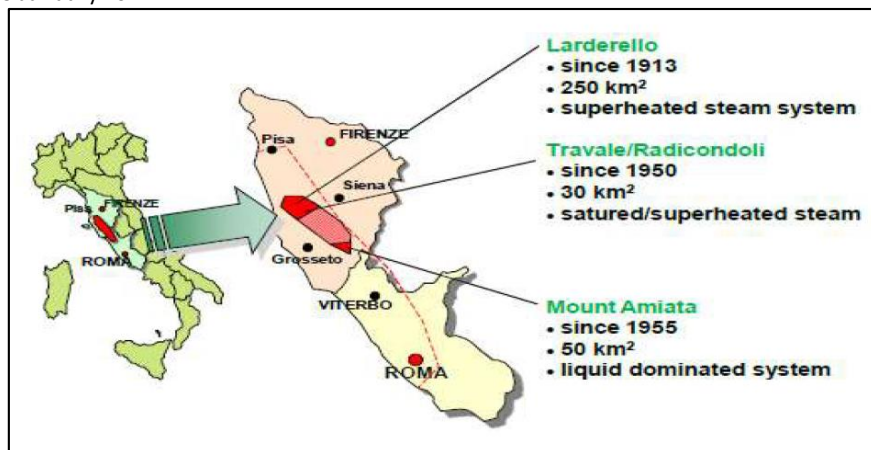 Larderello
• since 1913
• 250 km²
• superheated steam system
Travale/Radicondoli
• since 1950
• 30 km²
• satured/superheated steam
Mount Amiata
• since 1955
• 50 km²
• liquid dominated system
FIRENZE
Pisa
Siena
Grosseto
VITERBO
ROMA
FIRENZE
Pisa
ROMA